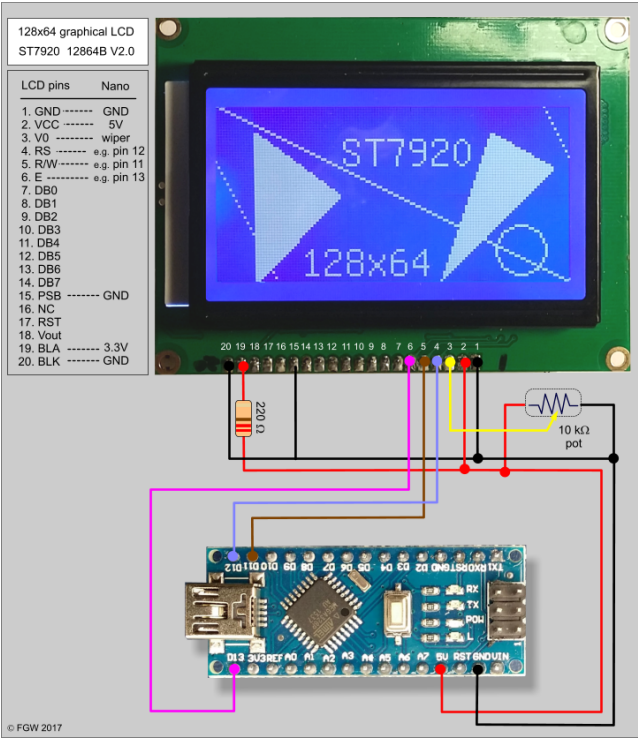 128x64 graphical LCD
ST7920 12864B V2.0
LCD pins Nano
1. GND ------- GND
2. VCC ------- 5V
3. V0 -------- wiper
4. RS ------- e.g. pin 12
5. R/W------- e.g. pin 11
6. E ---------- e.g. pin 13
7. DB0
8. DB1
9. DB2
10. DB3
11. DB4
12. DB5
13. DB6
14. DB7
15. PSB ------- GND
16. NC
17. RST
18. Vout
19. BLA ------- 3.3V
20. BLK ------- GND
ST7920
128x64
20 19 18 17 16 15 14 13 12 11 10 9 8 7 6 5 4 3 2 1
220 Ω
10 kΩ
pot
D12 D11 D10 D9 D8 D7 D6 D5 D4 D3 D2 GND RST RX0 TX1
RX
TX
POW
L
D13 3V3 REF A0 A1 A2 A3 A4 A5 A6 A7 5V RST GND VIN
© FGW 2017